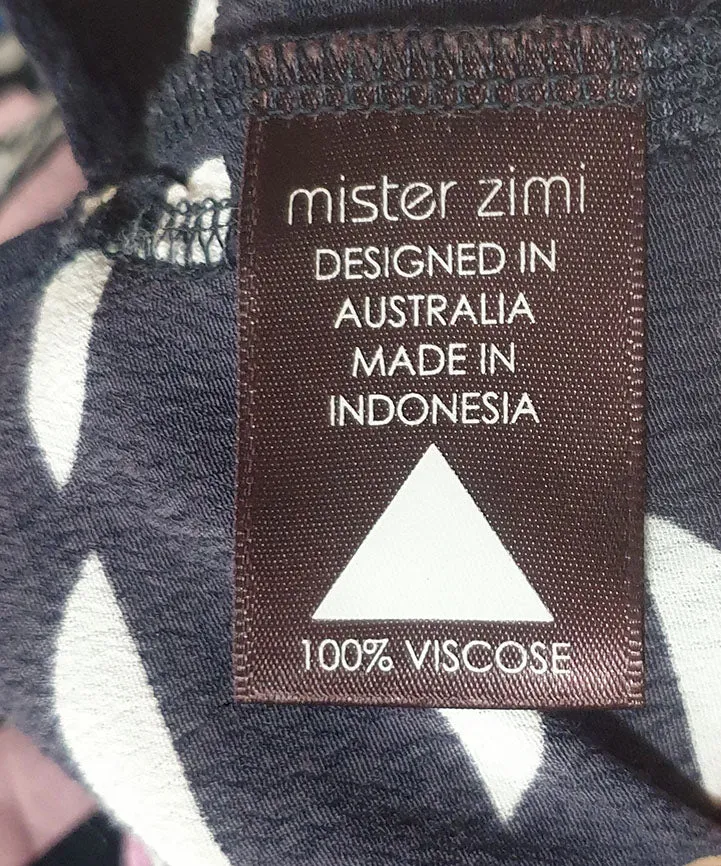 mister zimi
DESIGNED IN
AUSTRALIA
MADE IN
INDONESIA
100% VISCOSE